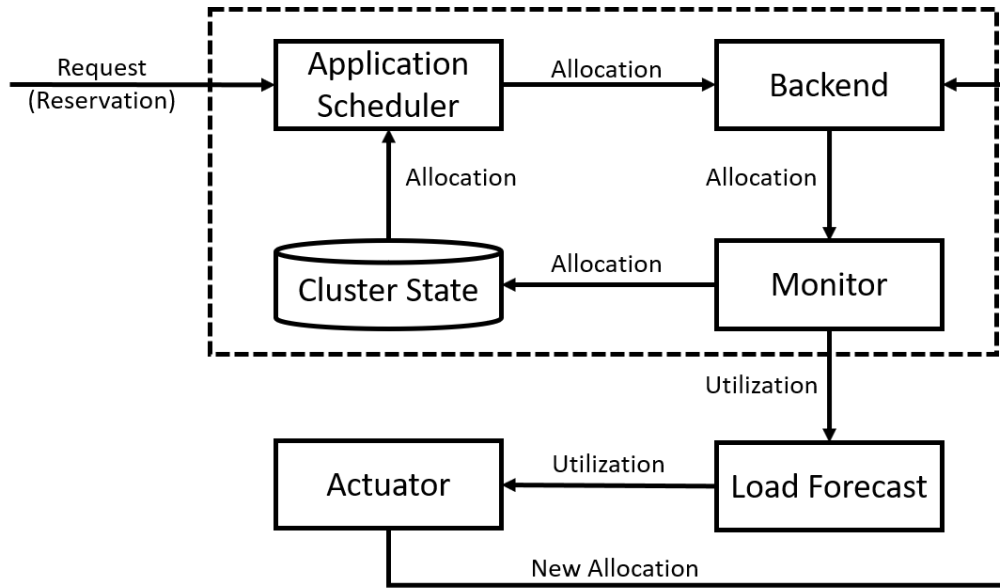 Request
(Reservation)
Application
Scheduler
Allocation
Backend
Allocation
Allocation
Cluster State
Allocation
Monitor
Utilization
Actuator
Utilization
Load Forecast
New Allocation